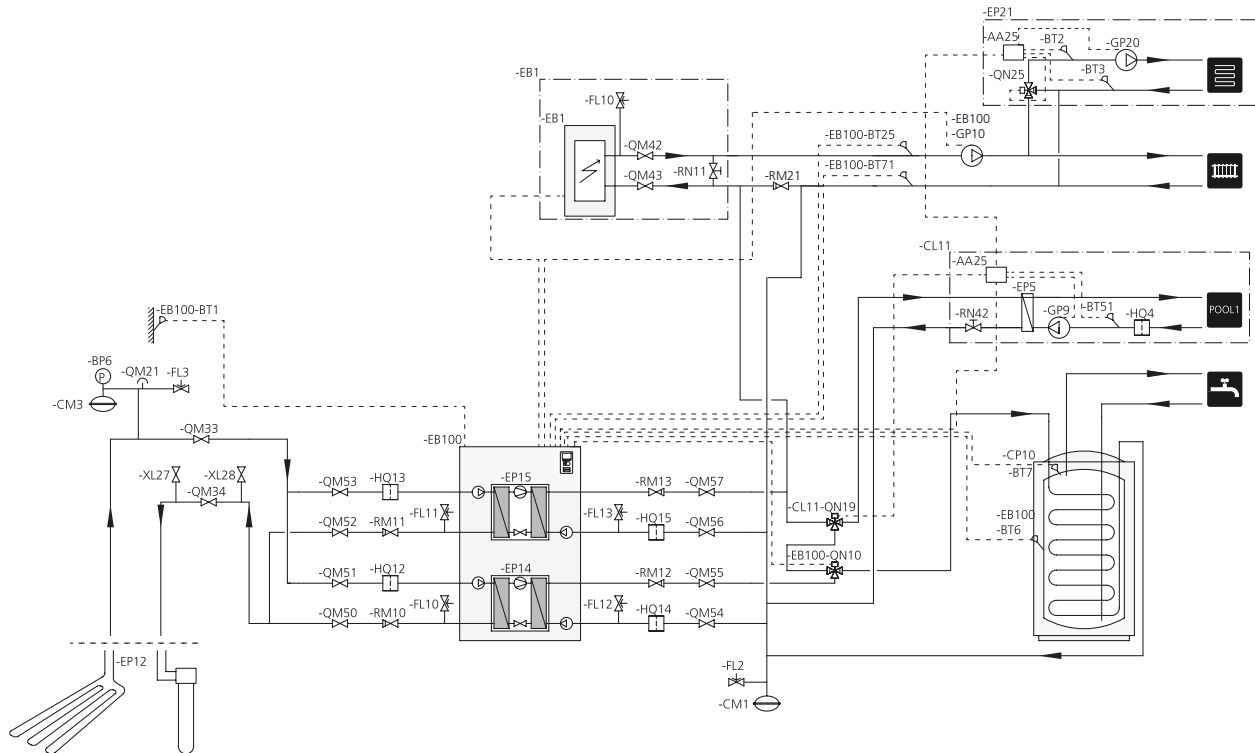 -EP21
-AA25
-BT2
-GP20
-BT3
-QN25
-EB1
-FL10
-EB1
-QM42
-QM43
-RN11
-RM21
-EB100-BT25
-EB100-BT71
-EB100
-GP10
-CL11
-AA25
-EP5
-RN42
-GP9
-BT51
-HQ4
POOL1
-EB100-BT1
-BP6
P
-QM21
-FL3
-CM3
-QM33
-XL27
-XL28
-QM34
-EB100
-QM53
-HQ13
-EP15
-RM13
-QM57
-QM52
-RM11
-FL11
-FL13
-HQ15
-QM56
-QM51
-HQ12
-EP14
-RM12
-QM55
-QM50
-RM10
-FL10
-FL12
-HQ14
-QM54
-CL11-QN19
-EB100-QN10
-CP10
-BT7
-EB100
-BT6
-EP12
-FL2
-CM1